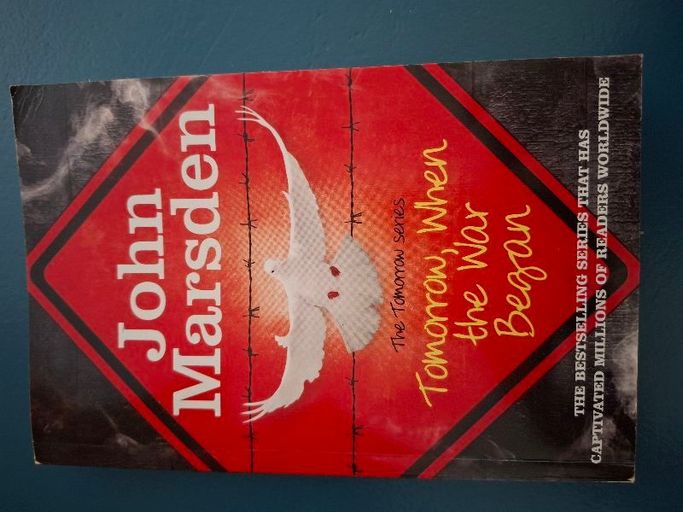 John
Marsden
The Tomorrow series
Tomorrow, When
the War
Began
THE BESTSELLING SERIES THAT HAS
CAPTIVATED MILLIONS OF READERS WORLDWIDE